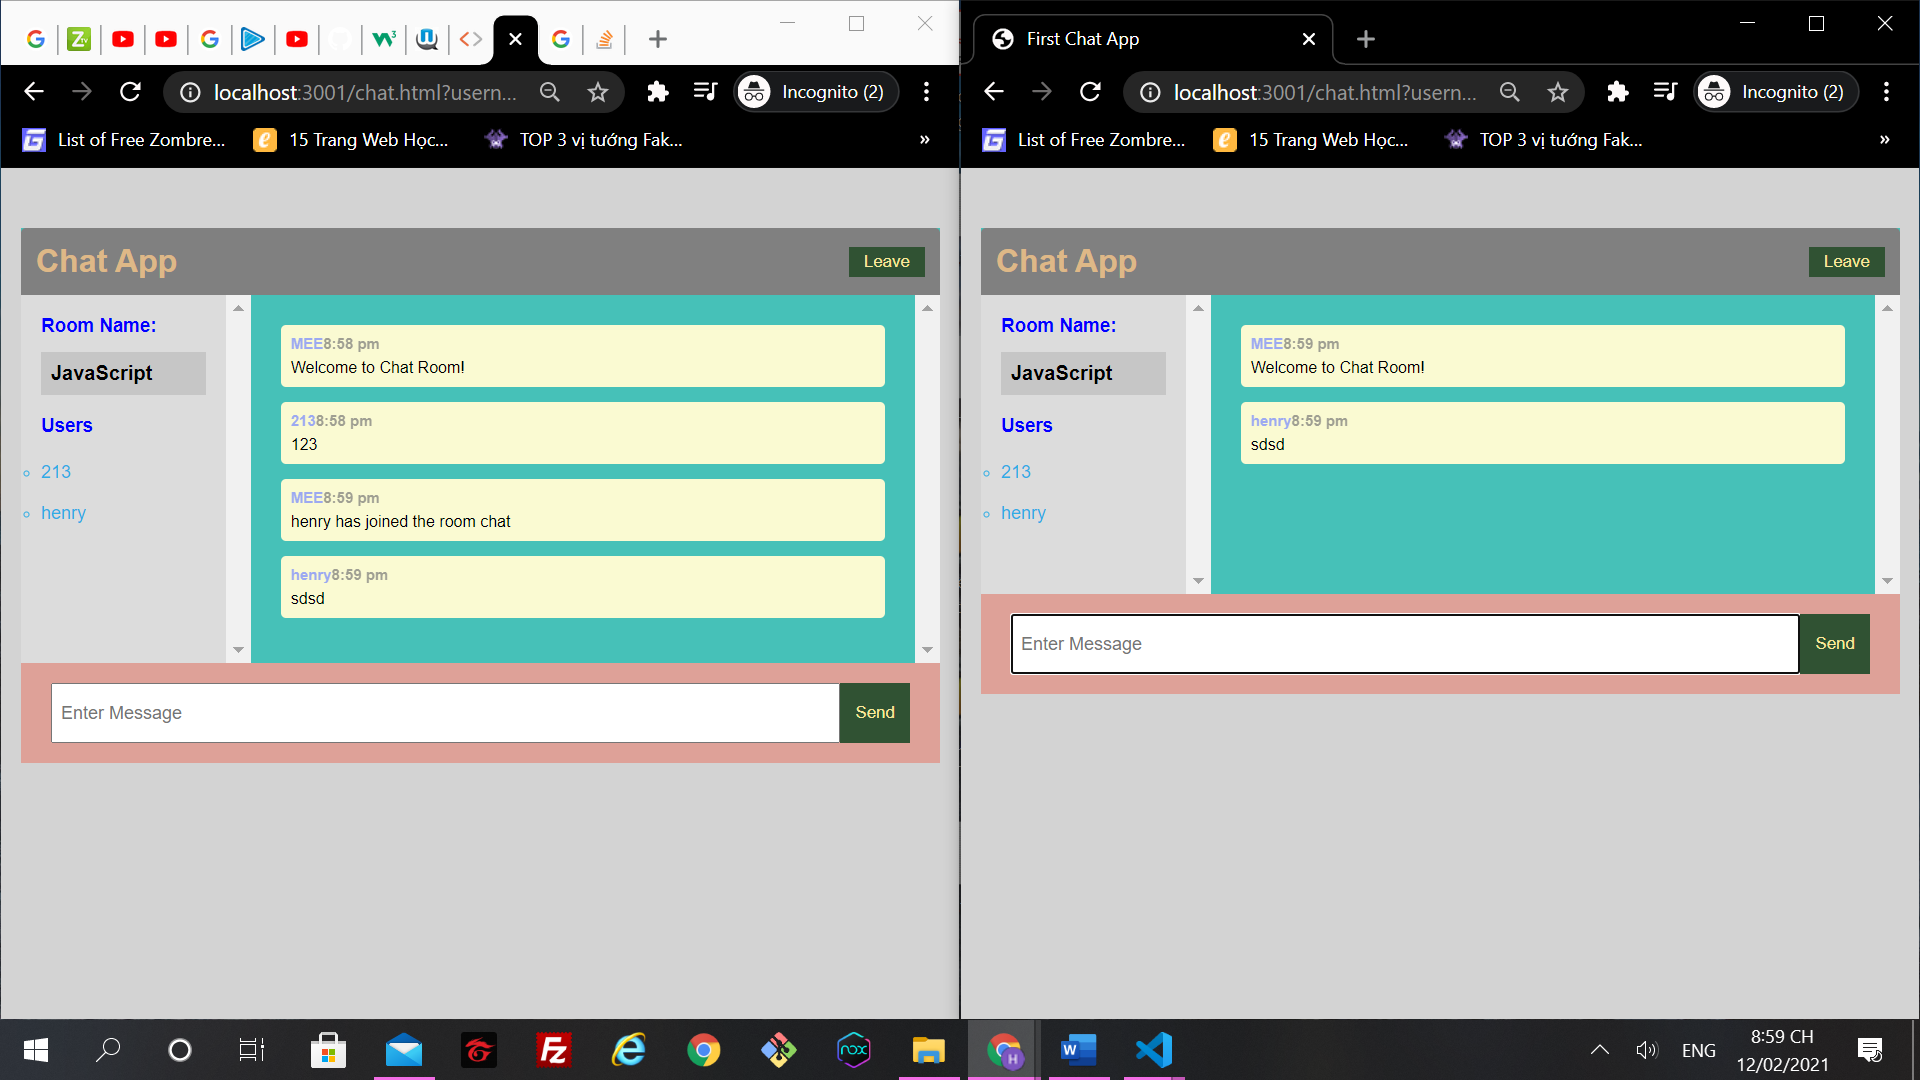 localhost:3001/chat.html?usern...
Incognito (2)
List of Free Zombre...
15 Trang Web Học...
TOP 3 vị tướng Fak...
»
Chat App
Leave
Room Name:
JavaScript
Users
213
henry
MEE8:58 pm
Welcome to Chat Room!
2138:58 pm
123
MEE8:59 pm
henry has joined the room chat
henry8:59 pm
sdsd
Enter Message
Send
First Chat App
localhost:3001/chat.html?usern...
Incognito (2)
List of Free Zombre...
15 Trang Web Học...
TOP 3 vị tướng Fak...
»
Chat App
Leave
Room Name:
JavaScript
Users
213
henry
MEE8:59 pm
Welcome to Chat Room!
henry8:59 pm
sdsd
Enter Message
Send
ENG
8:59 CH
12/02/2021